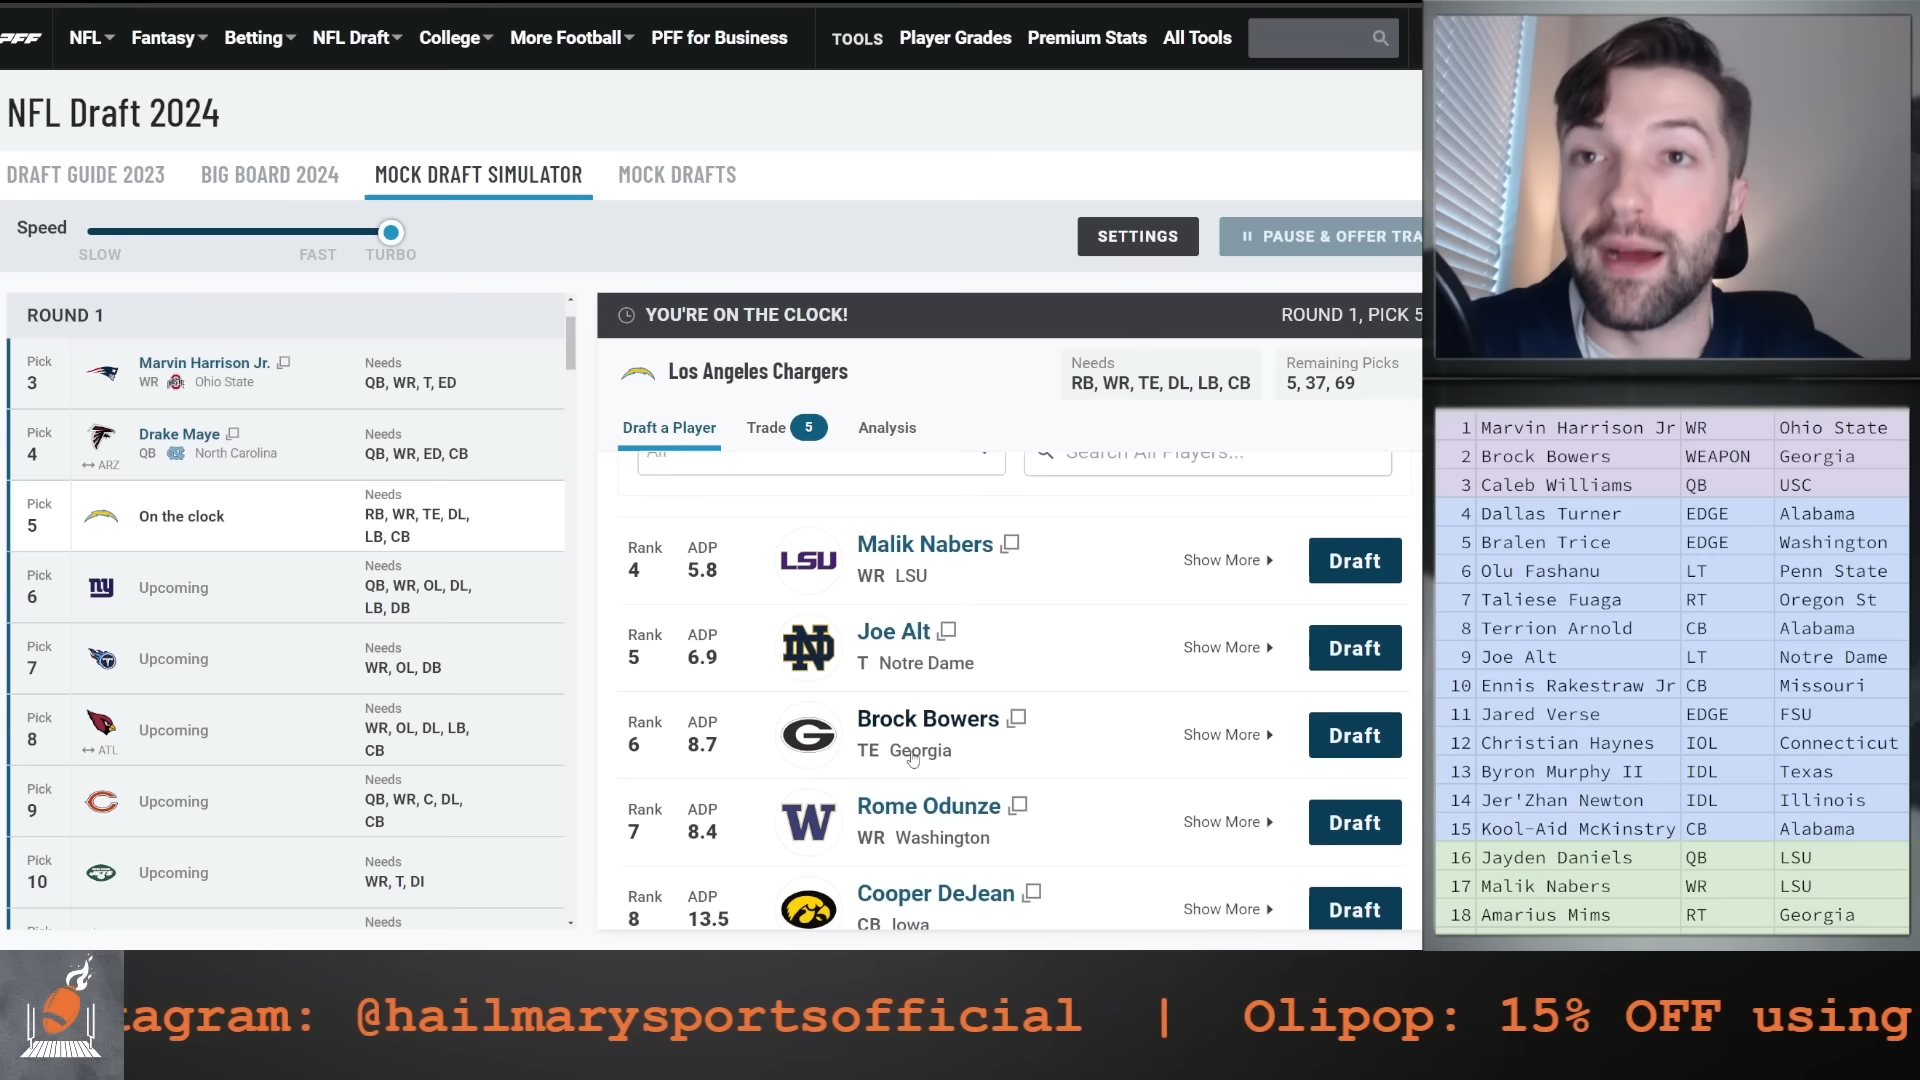 PFF NFL Fantasy Betting NFL Draft College More Football PFF for Business TOOLS Player Grades Premium Stats All Tools
NFL Draft 2024
DRAFT GUIDE 2023 BIG BOARD 2024 MOCK DRAFT SIMULATOR MOCK DRAFTS
Speed
SLOW FAST TURBO
SETTINGS
PAUSE & OFFER TRA
ROUND 1
Pick 3
Marvin Harrison Jr.
WR Ohio State
Needs
QB, WR, T, ED
Pick 4
↔ ARZ
Drake Maye
QB North Carolina
Needs
QB, WR, ED, CB
Pick 5
On the clock
Needs
RB, WR, TE, DL,
LB, CB
Pick 6
ny
Upcoming
Needs
QB, WR, OL, DL,
LB, DB
Pick 7
Upcoming
Needs
WR, OL, DB
Pick 8
↔ ATL
Upcoming
Needs
WR, OL, DL, LB,
CB
Pick 9
Upcoming
Needs
QB, WR, C, DL,
CB
Pick 10
Upcoming
Needs
WR, T, DI
Needs
YOU'RE ON THE CLOCK!
ROUND 1, PICK 5
Los Angeles Chargers
Needs
RB, WR, TE, DL, LB, CB
Remaining Picks
5, 37, 69
Draft a Player Trade 5 Analysis
All
Search All Players...
Rank 4 ADP 5.8 LSU Malik Nabers
WR LSU
Show More Draft
Rank 5 ADP 6.9 ND Joe Alt
T Notre Dame
Show More Draft
Rank 6 ADP 8.7 G Brock Bowers
TE Georgia
Show More Draft
Rank 7 ADP 8.4 W Rome Odunze
WR Washington
Show More Draft
Rank 8 ADP 13.5 Cooper DeJean
CB Iowa
Show More Draft
1 Marvin Harrison Jr WR Ohio State
2 Brock Bowers WEAPON Georgia
3 Caleb Williams QB USC
4 Dallas Turner EDGE Alabama
5 Bralen Trice EDGE Washington
6 Olu Fashanu LT Penn State
7 Taliese Fuaga RT Oregon St
8 Terrion Arnold CB Alabama
9 Joe Alt LT Notre Dame
10 Ennis Rakestraw Jr CB Missouri
11 Jared Verse EDGE FSU
12 Christian Haynes IOL Connecticut
13 Byron Murphy II IDL Texas
14 Jer'Zhan Newton IDL Illinois
15 Kool-Aid McKinstry CB Alabama
16 Jayden Daniels QB LSU
17 Malik Nabers WR LSU
18 Amarius Mims RT Georgia
tagram: @hailmarysportsofficial | Olipop: 15% OFF using